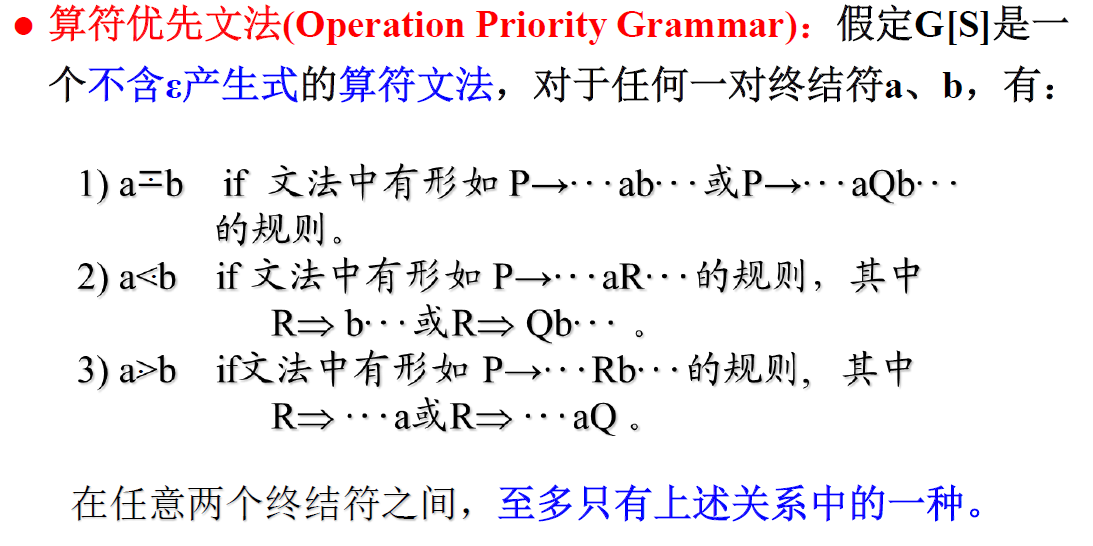 ● 算符优先文法(Operation Priority Grammar)：假定G[S]是一
个不含ε产生式的算符文法，对于任何一对终结符a、b，有：
1) a≖b if 文法中有形如 P→···ab···或P→···aQb···
的规则。
2) a⋖b if 文法中有形如 P→···aR···的规则，其中
R⇒ b···或R⇒ Qb··· 。
3) a⋗b if文法中有形如 P→···Rb···的规则，其中
R⇒ ···a或R⇒ ···aQ 。
在任意两个终结符之间，至多只有上述关系中的一种。